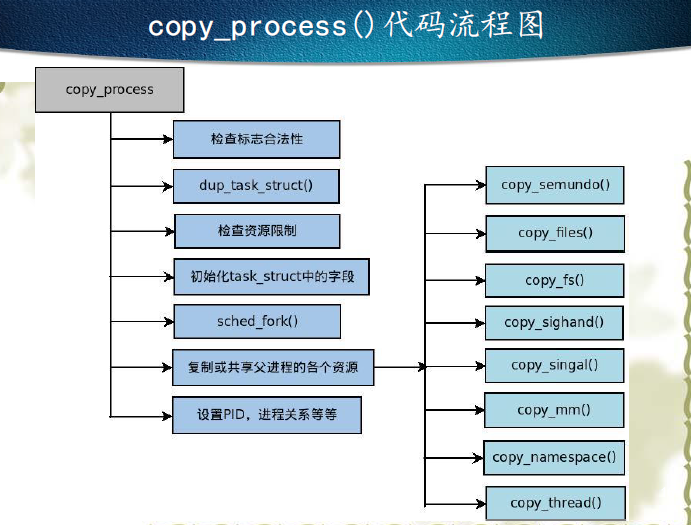 copy_process()代码流程图
copy_process
检查标志合法性
dup_task_struct()
检查资源限制
初始化task_struct中的字段
sched_fork()
复制或共享父进程的各个资源
设置PID，进程关系等等
copy_semundo()
copy_files()
copy_fs()
copy_sighand()
copy_singal()
copy_mm()
copy_namespace()
copy_thread()